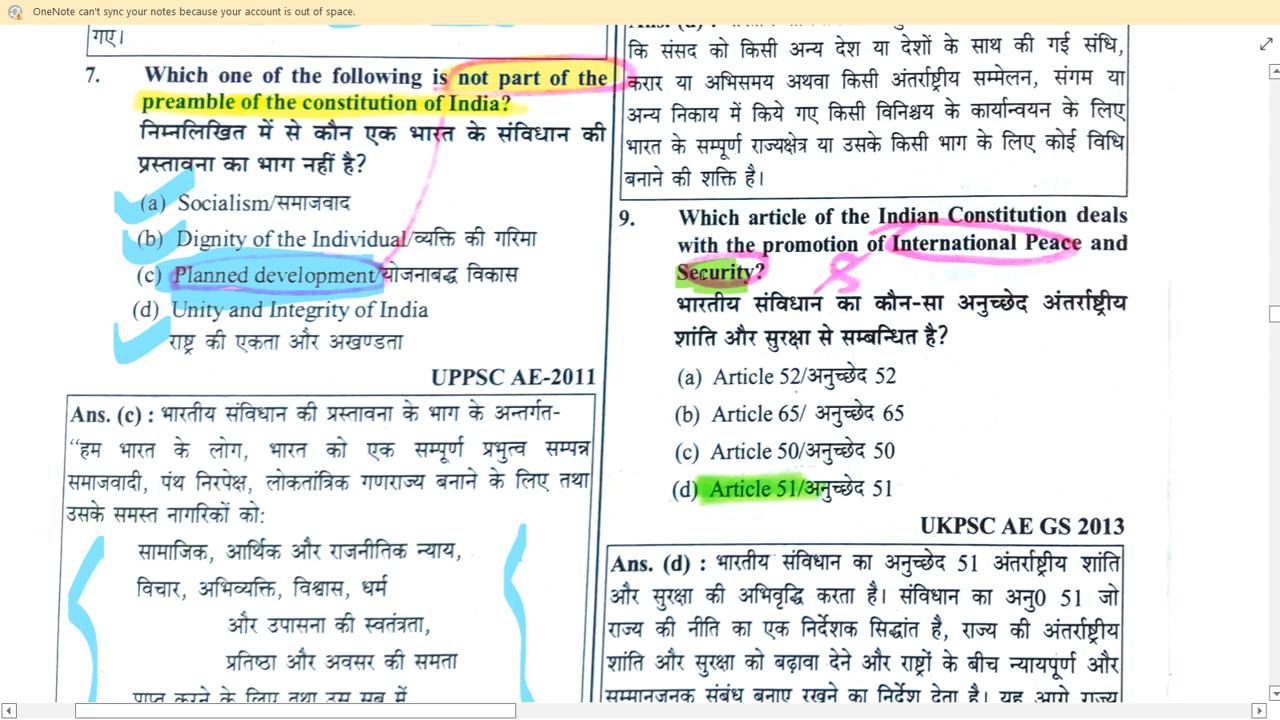 OneNote can't sync your notes because your account is out of space.
गए।
7. Which one of the following is not part of the
preamble of the constitution of India?
निम्नलिखित में से कौन एक भारत के संविधान की
प्रस्तावना का भाग नहीं है?
(a) Socialism/समाजवाद
(b) Dignity of the Individual/व्यक्ति की गरिमा
(c) Planned development/योजनाबद्ध विकास
(d) Unity and Integrity of India
राष्ट्र की एकता और अखण्डता
UPPSC AE-2011
Ans. (c) : भारतीय संविधान की प्रस्तावना के भाग के अन्तर्गत-
“हम भारत के लोग, भारत को एक सम्पूर्ण प्रभुत्व सम्पन्न
समाजवादी, पंथ निरपेक्ष, लोकतांत्रिक गणराज्य बनाने के लिए तथा
उसके समस्त नागरिकों को:
सामाजिक, आर्थिक और राजनीतिक न्याय,
विचार, अभिव्यक्ति, विश्वास, धर्म
और उपासना की स्वतंत्रता,
प्रतिष्ठा और अवसर की समता
प्राप्त कराने के लिए तथा उन सब में
कि संसद को किसी अन्य देश या देशों के साथ की गई संधि,
करार या अभिसमय अथवा किसी अंतर्राष्ट्रीय सम्मेलन, संगम या
अन्य निकाय में किये गए किसी विनिश्चय के कार्यान्वयन के लिए
भारत के सम्पूर्ण राज्यक्षेत्र या उसके किसी भाग के लिए कोई विधि
बनाने की शक्ति है।
9. Which article of the Indian Constitution deals
with the promotion of International Peace and
Security?
भारतीय संविधान का कौन-सा अनुच्छेद अंतर्राष्ट्रीय
शांति और सुरक्षा से सम्बन्धित है?
(a) Article 52/अनुच्छेद 52
(b) Article 65/ अनुच्छेद 65
(c) Article 50/अनुच्छेद 50
(d) Article 51/अनुच्छेद 51
UKPSC AE GS 2013
Ans. (d) : भारतीय संविधान का अनुच्छेद 51 अंतर्राष्ट्रीय शांति
और सुरक्षा की अभिवृद्धि करता है। संविधान का अनु0 51 जो
राज्य की नीति का एक निर्देशक सिद्धांत है, राज्य की अंतर्राष्ट्रीय
शांति और सुरक्षा को बढ़ावा देने और राष्ट्रों के बीच न्यायपूर्ण और
सम्मानजनक संबंध बनाए रखने का निर्देश देता है। यह आगे राज्य